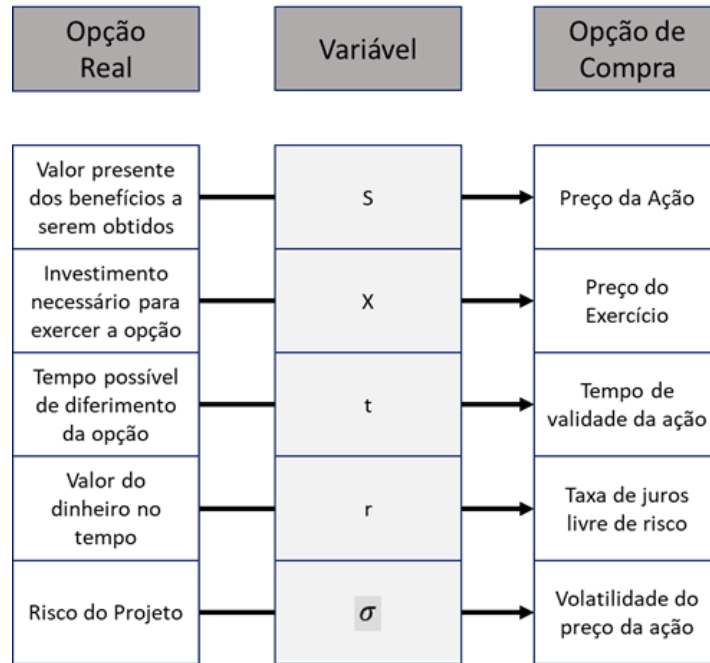 Opção
Real
Variável
Opção de
Compra
Valor presente
dos benefícios a
serem obtidos
S
Preço da Ação
Investimento
necessário para
exercer a opção
X
Preço do
Exercício
Tempo possível
de diferimento
da opção
t
Tempo de
validade da ação
Valor do
dinheiro no
tempo
r
Taxa de juros
livre de risco
Risco do Projeto
σ
Volatilidade do
preço da ação